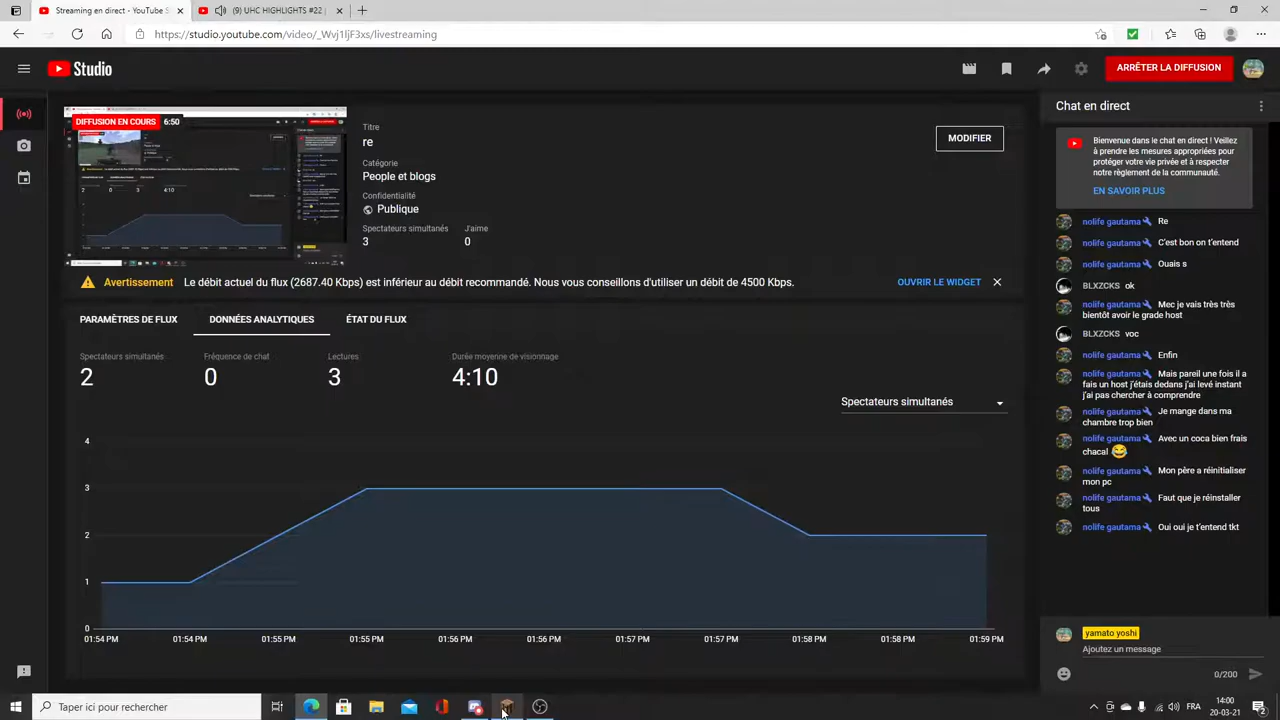 Streaming en direct - YouTube S
(9) UHC HIGHLIGHTS #22 |
https://studio.youtube.com/video/_Wvj1ljF3xs/livestreaming
Studio
ARRÊTER LA DIFFUSION
DIFFUSION EN COURS 6:50
Titre
re
MODIFIER
Catégorie
People et blogs
Confidentialité
Publique
Spectateurs simultanés
3
J'aime
0
Avertissement Le débit actuel du flux (2687.40 Kbps) est inférieur au débit recommandé. Nous vous conseillons d'utiliser un débit de 4500 Kbps.
OUVRIR LE WIDGET
PARAMÈTRES DE FLUX
DONNÉES ANALYTIQUES
ÉTAT DU FLUX
Spectateurs simultanés
2
Fréquence de chat
0
Lectures
3
Durée moyenne de visionnage
4:10
Spectateurs simultanés
4
3
2
1
0
01:54 PM 01:54 PM 01:55 PM 01:55 PM 01:56 PM 01:56 PM 01:57 PM 01:57 PM 01:58 PM 01:58 PM 01:59 PM
Chat en direct
Bienvenue dans le chat en direct ! Veillez
à prendre les mesures appropriées pour
protéger votre vie privée et à respecter
notre règlement de la communauté.
EN SAVOIR PLUS
nolife gautama Re
nolife gautama C'est bon on t'entend
nolife gautama Ouais s
BLXZCKS ok
nolife gautama Mec je vais très très
bientôt avoir le grade host
BLXZCKS voc
nolife gautama Enfin
nolife gautama Mais pareil une fois il a
fais un host j'étais dedans j'ai levé instant
j'ai pas chercher à comprendre
nolife gautama Je mange dans ma
chambre trop bien
nolife gautama Avec un coca bien frais
chacal 😂
nolife gautama Mon père a réinitialiser
mon pc
nolife gautama Faut que je réinstaller
tous
nolife gautama Oui oui je t'entend tkt
yamato yoshi
Ajoutez un message
0/200
Taper ici pour rechercher
FRA
14:00
20-03-21
2